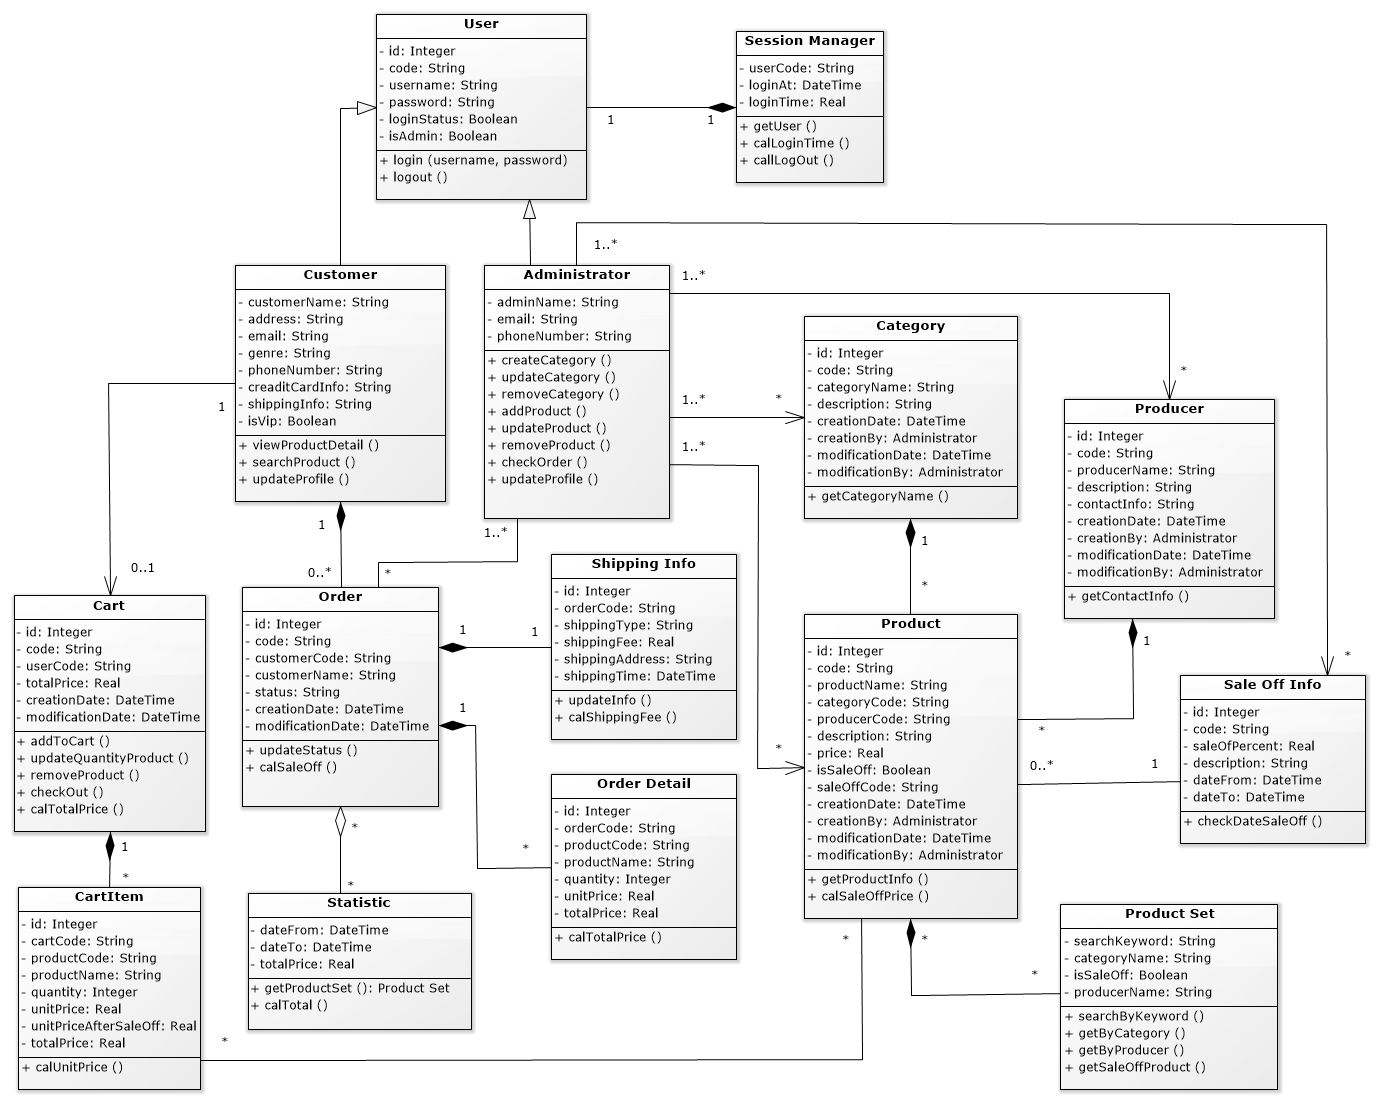 User
- id: Integer
- code: String
- username: String
- password: String
- loginStatus: Boolean
- isAdmin: Boolean
+ login (username, password)
+ logout ()
1
1
Session Manager
- userCode: String
- loginAt: DateTime
- loginTime: Real
+ getUser ()
+ calLoginTime ()
+ callLogOut ()
Customer
- customerName: String
- address: String
- email: String
- genre: String
- phoneNumber: String
- creaditCardInfo: String
- shippingInfo: String
- isVip: Boolean
+ viewProductDetail ()
+ searchProduct ()
+ updateProfile ()
1
0..1
1
0..*
Administrator
- adminName: String
- email: String
- phoneNumber: String
+ createCategory ()
+ updateCategory ()
+ removeCategory ()
+ addProduct ()
+ updateProduct ()
+ removeProduct ()
+ checkOrder ()
+ updateProfile ()
1..*
*
1..*
*
1..*
*
1..*
*
1..*
*
Category
- id: Integer
- code: String
- categoryName: String
- description: String
- creationDate: DateTime
- creationBy: Administrator
- modificationDate: DateTime
- modificationBy: Administrator
+ getCategoryName ()
1
*
Producer
- id: Integer
- code: String
- producerName: String
- description: String
- contactInfo: String
- creationDate: DateTime
- creationBy: Administrator
- modificationDate: DateTime
- modificationBy: Administrator
+ getContactInfo ()
1
*
Cart
- id: Integer
- code: String
- userCode: String
- totalPrice: Real
- creationDate: DateTime
- modificationDate: DateTime
+ addToCart ()
+ updateQuantityProduct ()
+ removeProduct ()
+ checkOut ()
+ calTotalPrice ()
1
*
Order
- id: Integer
- code: String
- customerCode: String
- customerName: String
- status: String
- creationDate: DateTime
- modificationDate: DateTime
+ updateStatus ()
+ calSaleOff ()
1
1
1
*
*
*
Shipping Info
- id: Integer
- orderCode: String
- shippingType: String
- shippingFee: Real
- shippingAddress: String
- shippingTime: DateTime
+ updateInfo ()
+ calShippingFee ()
Order Detail
- id: Integer
- orderCode: String
- productCode: String
- productName: String
- quantity: Integer
- unitPrice: Real
- totalPrice: Real
+ calTotalPrice ()
Product
- id: Integer
- code: String
- productName: String
- categoryCode: String
- producerCode: String
- description: String
- price: Real
- isSaleOff: Boolean
- saleOffCode: String
- creationDate: DateTime
- creationBy: Administrator
- modificationDate: DateTime
- modificationBy: Administrator
+ getProductInfo ()
+ calSaleOffPrice ()
0..*
1
Sale Off Info
- id: Integer
- code: String
- saleOfPercent: Real
- description: String
- dateFrom: DateTime
- dateTo: DateTime
+ checkDateSaleOff ()
CartItem
- id: Integer
- cartCode: String
- productCode: String
- productName: String
- quantity: Integer
- unitPrice: Real
- unitPriceAfterSaleOff: Real
- totalPrice: Real
+ calUnitPrice ()
*
*
Statistic
- dateFrom: DateTime
- dateTo: DateTime
- totalPrice: Real
+ getProductSet (): Product Set
+ calTotal ()
*
*
Product Set
- searchKeyword: String
- categoryName: String
- isSaleOff: Boolean
- producerName: String
+ searchByKeyword ()
+ getByCategory ()
+ getByProducer ()
+ getSaleOffProduct ()